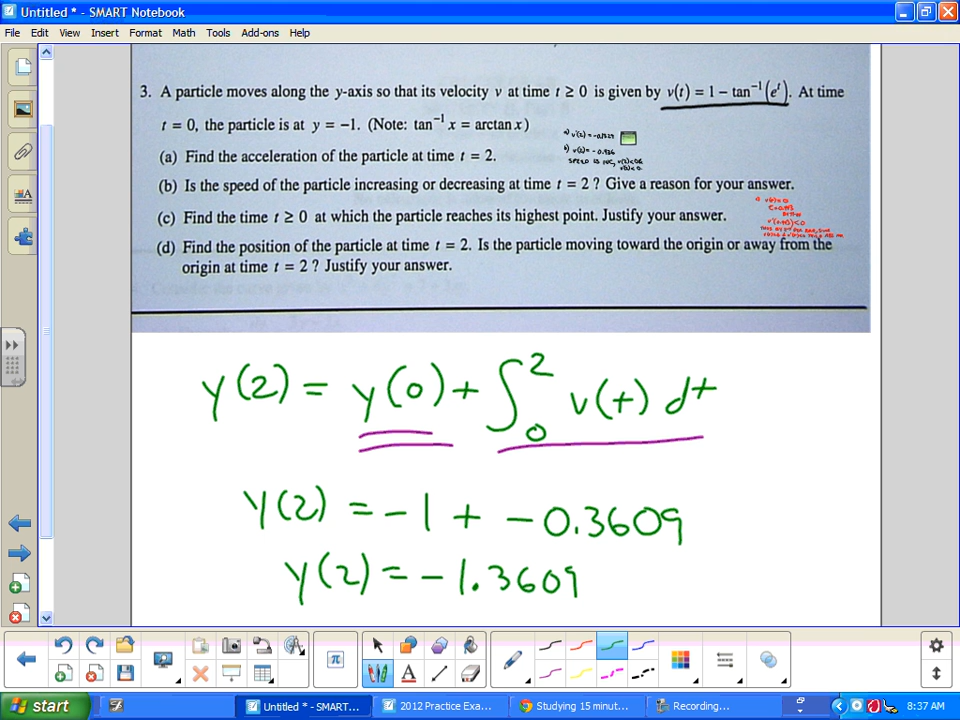 Untitled * - SMART Notebook
File Edit View Insert Format Math Tools Add-ons Help
3. A particle moves along the y-axis so that its velocity v at time t ≥ 0 is given by v(t) = 1 − tan⁻¹(eᵗ). At time
t = 0, the particle is at y = −1. (Note: tan⁻¹ x = arctan x)
(a) Find the acceleration of the particle at time t = 2.
(b) Is the speed of the particle increasing or decreasing at time t = 2 ? Give a reason for your answer.
(c) Find the time t ≥ 0 at which the particle reaches its highest point. Justify your answer.
(d) Find the position of the particle at time t = 2. Is the particle moving toward the origin or away from the
origin at time t = 2 ? Justify your answer.
b) v(2) = -0.436
y(2) = y(0) + ∫₀² v(t) dt
y(2) = -1 + -0.3609
y(2) = -1.3609
start
Untitled * - SMART...
2012 Practice Exa...
Studying 15 minut...
Recording...
8:37 AM